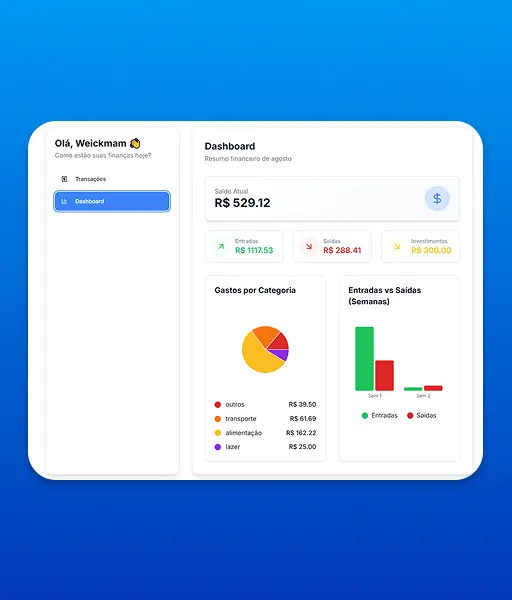 Olá, Weickmam 👏
Como estão suas finanças hoje?
Transações
Dashboard
Dashboard
Resumo financeiro de agosto
Saldo Atual
R$ 529.12
Entradas
R$ 1117.53
Saídas
R$ 288.41
Investimentos
R$ 300.00
Gastos por Categoria
outros R$ 39.50
transporte R$ 61.69
alimentação R$ 162.22
lazer R$ 25.00
Entradas vs Saídas
(Semanas)
Sem 1 Sem 2
Entradas Saídas